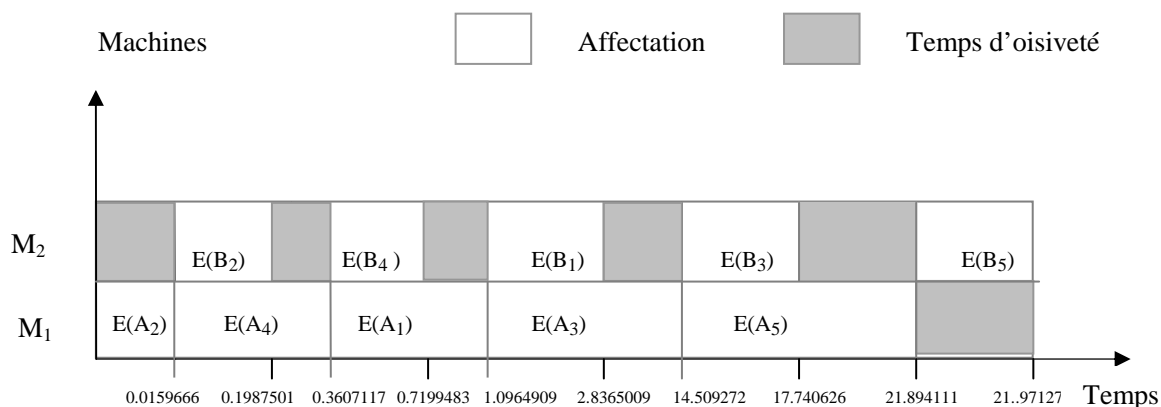 Machines Affectation Temps d’oisiveté
M2 E(B2) E(B4 ) E(B1) E(B3) E(B5)
M1 E(A2) E(A4) E(A1) E(A3) E(A5)
0.0159666 0.1987501 0.3607117 0.7199483 1.0964909 2.8365009 14.509272 17.740626 21.894111 21..97127 Temps